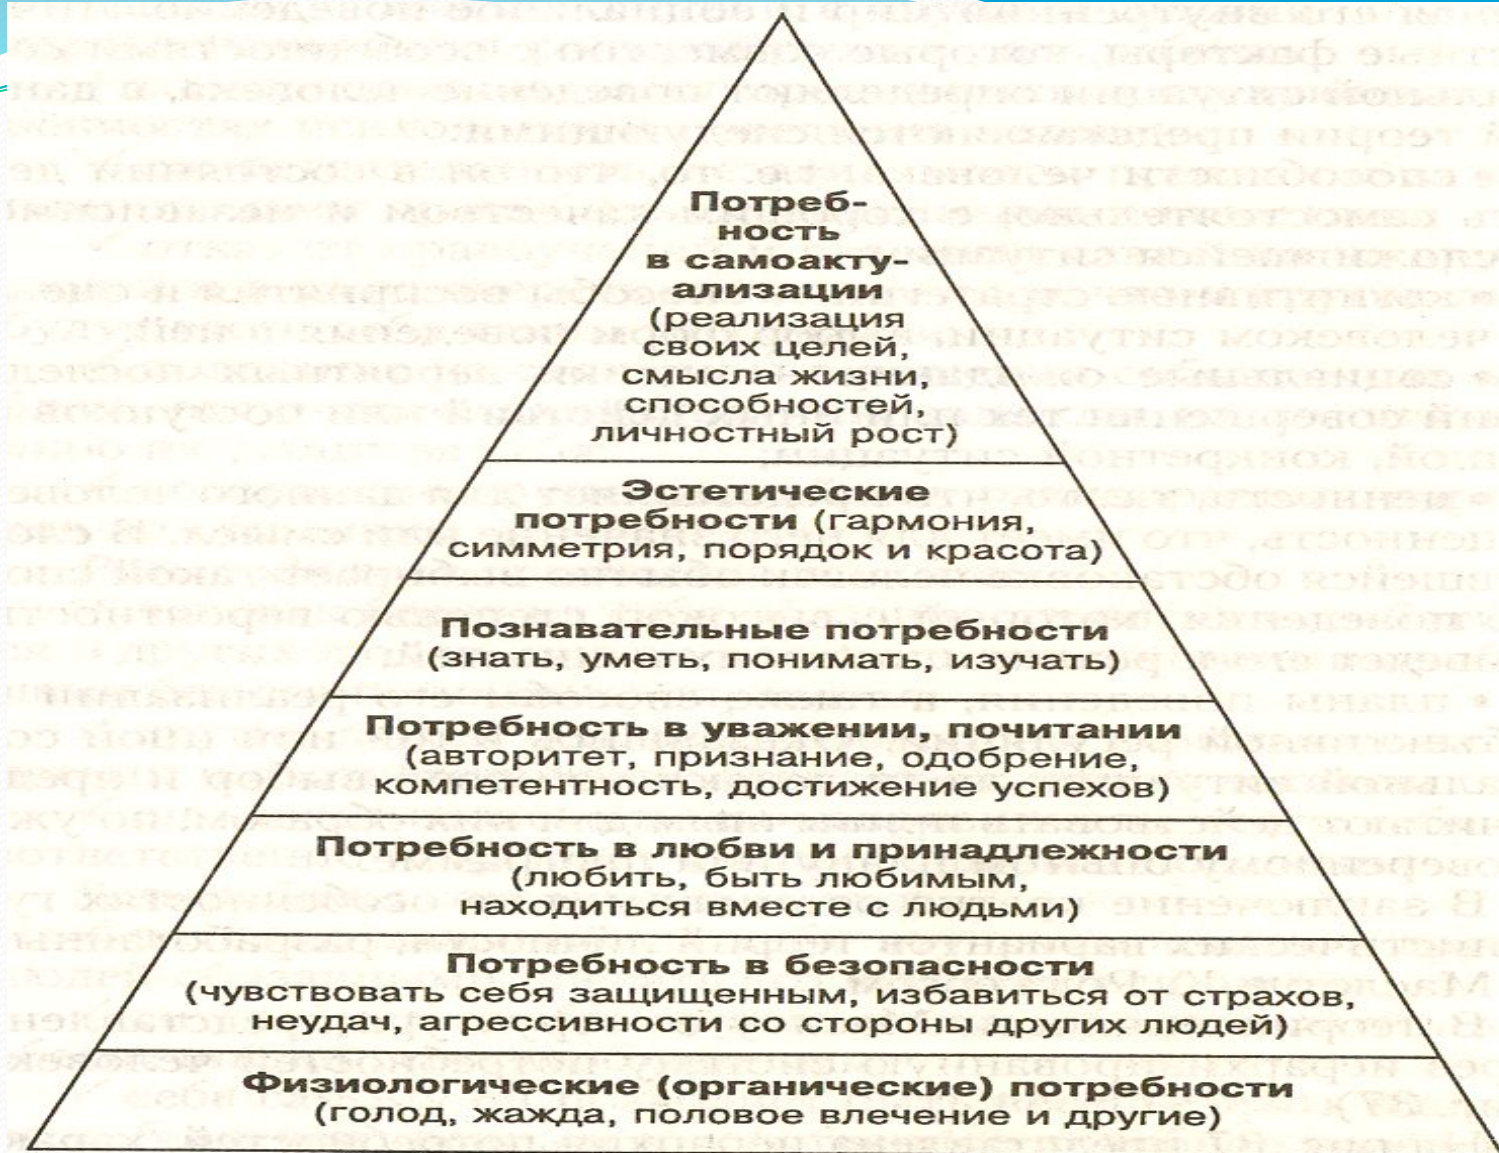 Потреб-
ность
в самоакту-
ализации
(реализация
своих целей,
смысла жизни,
способностей,
личностный рост)
Эстетические
потребности (гармония,
симметрия, порядок и красота)
Познавательные потребности
(знать, уметь, понимать, изучать)
Потребность в уважении, почитании
(авторитет, признание, одобрение,
компетентность, достижение успехов)
Потребность в любви и принадлежности
(любить, быть любимым,
находиться вместе с людьми)
Потребность в безопасности
(чувствовать себя защищенным, избавиться от страхов,
неудач, агрессивности со стороны других людей)
Физиологические (органические) потребности
(голод, жажда, половое влечение и другие)